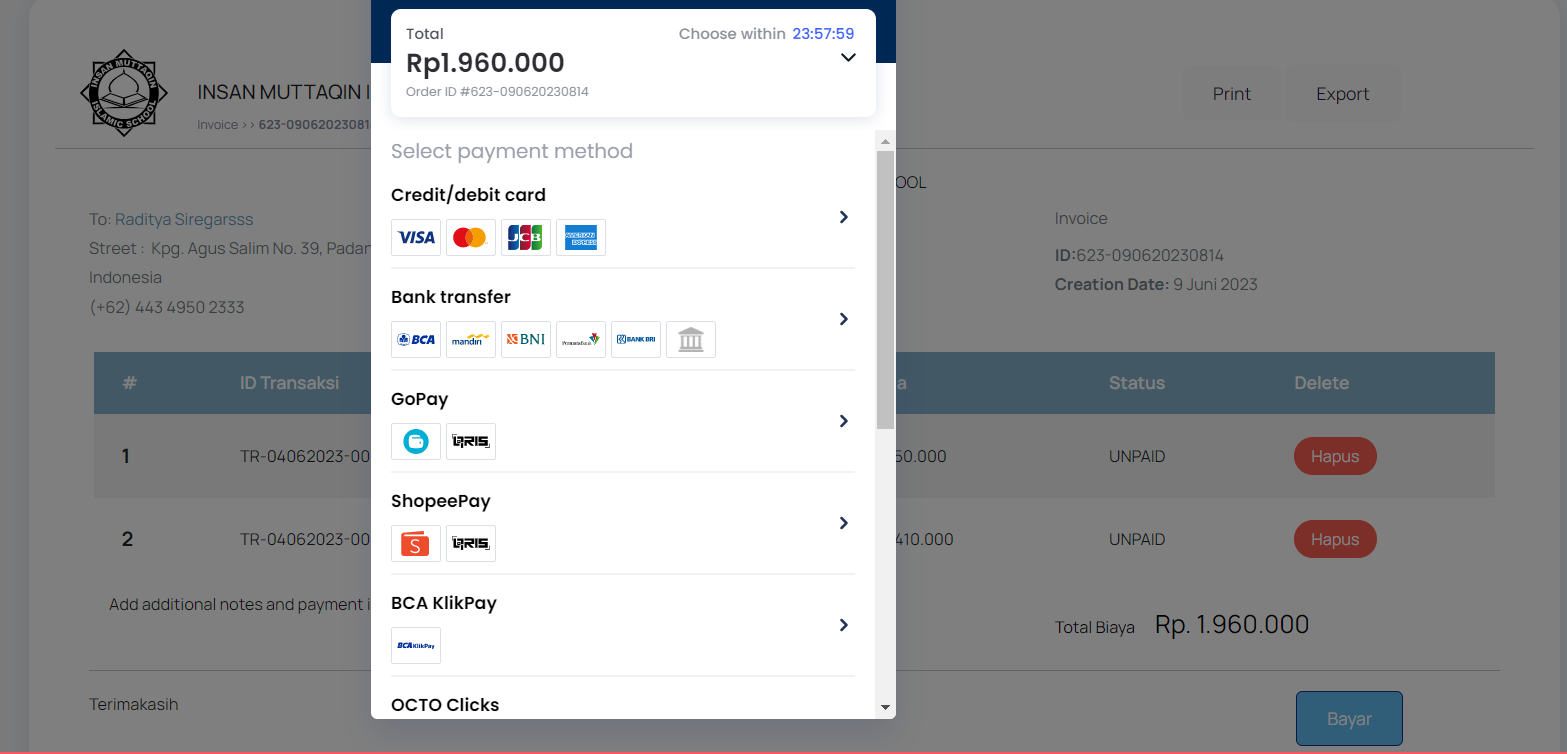 Total
Choose within 23:57:59
Rp1.960.000
Order ID #623-090620230814
Select payment method
Credit/debit card
VISA
JCB
AMERICAN EXPRESS
Bank transfer
BCA
mandiri
BNI
PermataBank
BANK BRI
GoPay
QRIS
ShopeePay
S
QRIS
BCA KlikPay
BCA KlikPay
OCTO Clicks
INSAN MUTTAQIN
ISLAMIC SCHOOL
INSAN MUTTAQIN I
Invoice >> 623-09062023081
Print
Export
OOL
To: Raditya Siregarsss
Street : Kpg. Agus Salim No. 39, Padan
Indonesia
(+62) 443 4950 2333
Invoice
ID:623-090620230814
Creation Date: 9 Juni 2023
# ID Transaksi a Status Delete
1 TR-04062023-00 50.000 UNPAID Hapus
2 TR-04062023-00 410.000 UNPAID Hapus
Add additional notes and payment i
Total Biaya Rp. 1.960.000
Terimakasih
Bayar